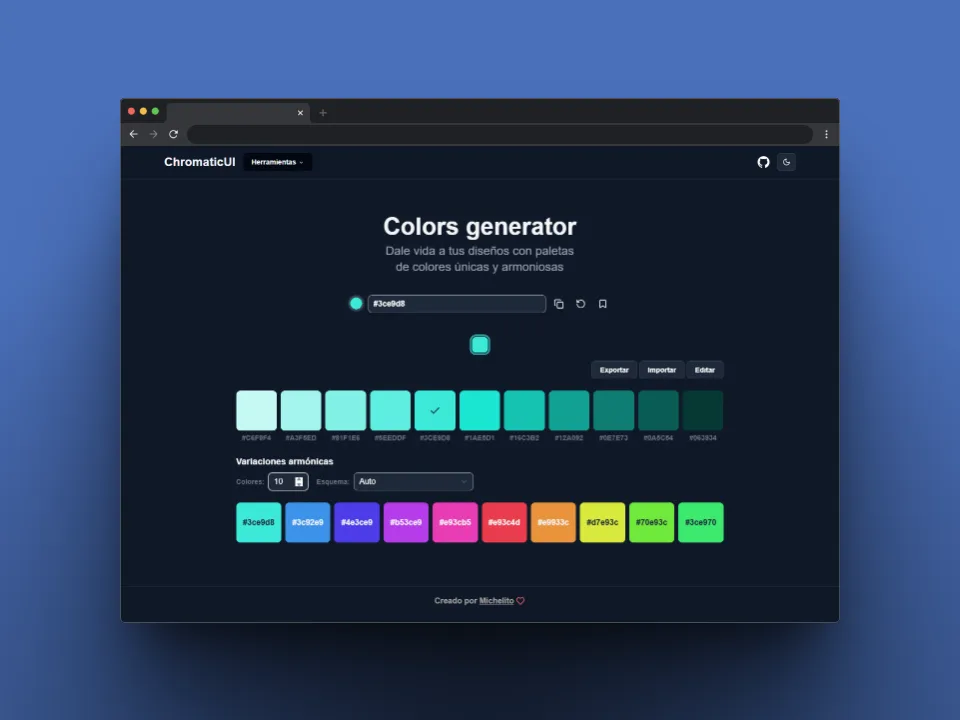 ChromaticUI
Herramientas
Colors generator
Dale vida a tus diseños con paletas
de colores únicas y armoniosas
#3ce9d8
Exportar Importar Editar
#C5F8F4 #A3F5ED #81F1E6 #5EEDDF #3CE9D8 #1AE5D1 #16C3B2 #12A092 #0E7E73 #0A5C54 #063934
Variaciones armónicas
Colores: 10 Esquema: Auto
#3ce9d8 #3c92e9 #4e3ce9 #b53ce9 #e93cb5 #e93c4d #e9933c #d7e93c #70e93c #3ce970
Creado por Michelito